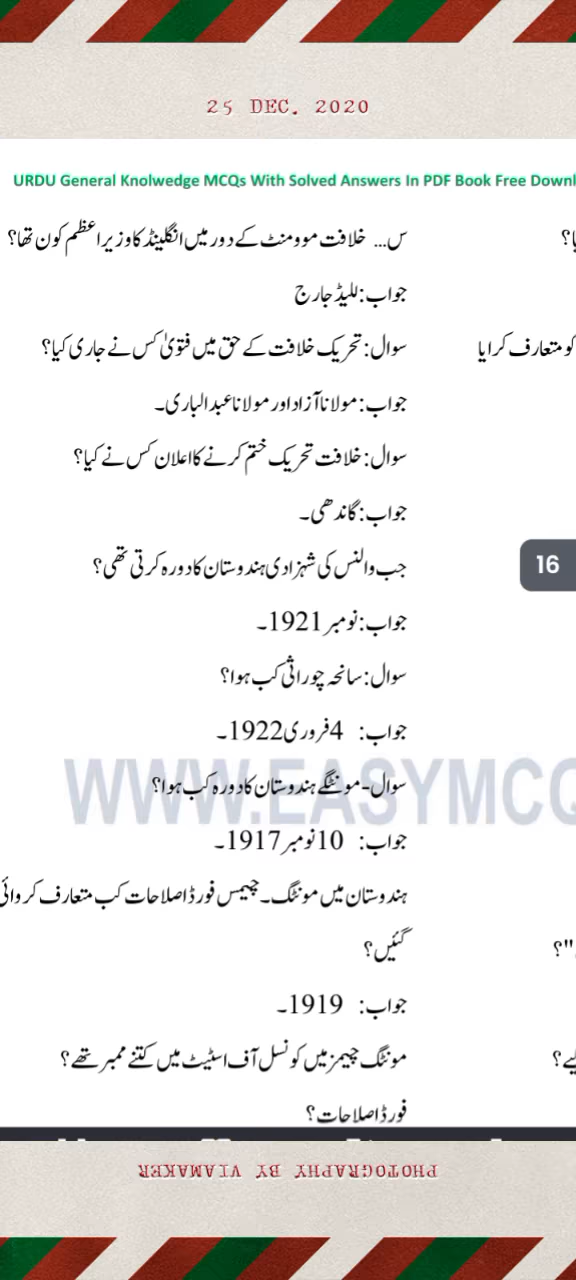 25 DEC. 2020
URDU General Knolwedge MCQs With Solved Answers In PDF Book Free Downl
س... خلافت موومنٹ کے دور میں انگلینڈ کا وزیر اعظم کون تھا؟
جواب: للیڈ جارج
سوال: تحریک خلافت کے حق میں فتویٰ کس نے جاری کیا؟
کو متعارف کرایا
جواب: مولانا آزاد اور مولانا عبدالباری۔
سوال: خلافت تحریک ختم کرنے کا اعلان کس نے کیا؟
جواب: گاندھی۔
جب والنس کی شہزادی ہندوستان کا دورہ کرتی تھی؟
16
جواب: نومبر 1921۔
سوال: سانحہ چوراٹی کب ہوا؟
جواب: 4 فروری 1922۔
WWW.EASYMCQ
سوال- مونٹگے ہندوستان کا دورہ کب ہوا؟
جواب: 10 نومبر 1917۔
ہندوستان میں مونٹگ۔ چیمس فورڈ اصلاحات کب متعارف کروائی
گئیں؟
جواب: 1919۔
مونٹگ چیمز میں کونسل آف اسٹیٹ میں کتنے ممبر تھے؟
فورڈ اصلاحات؟
PHOTOGRAPHY BY VIAMAKER